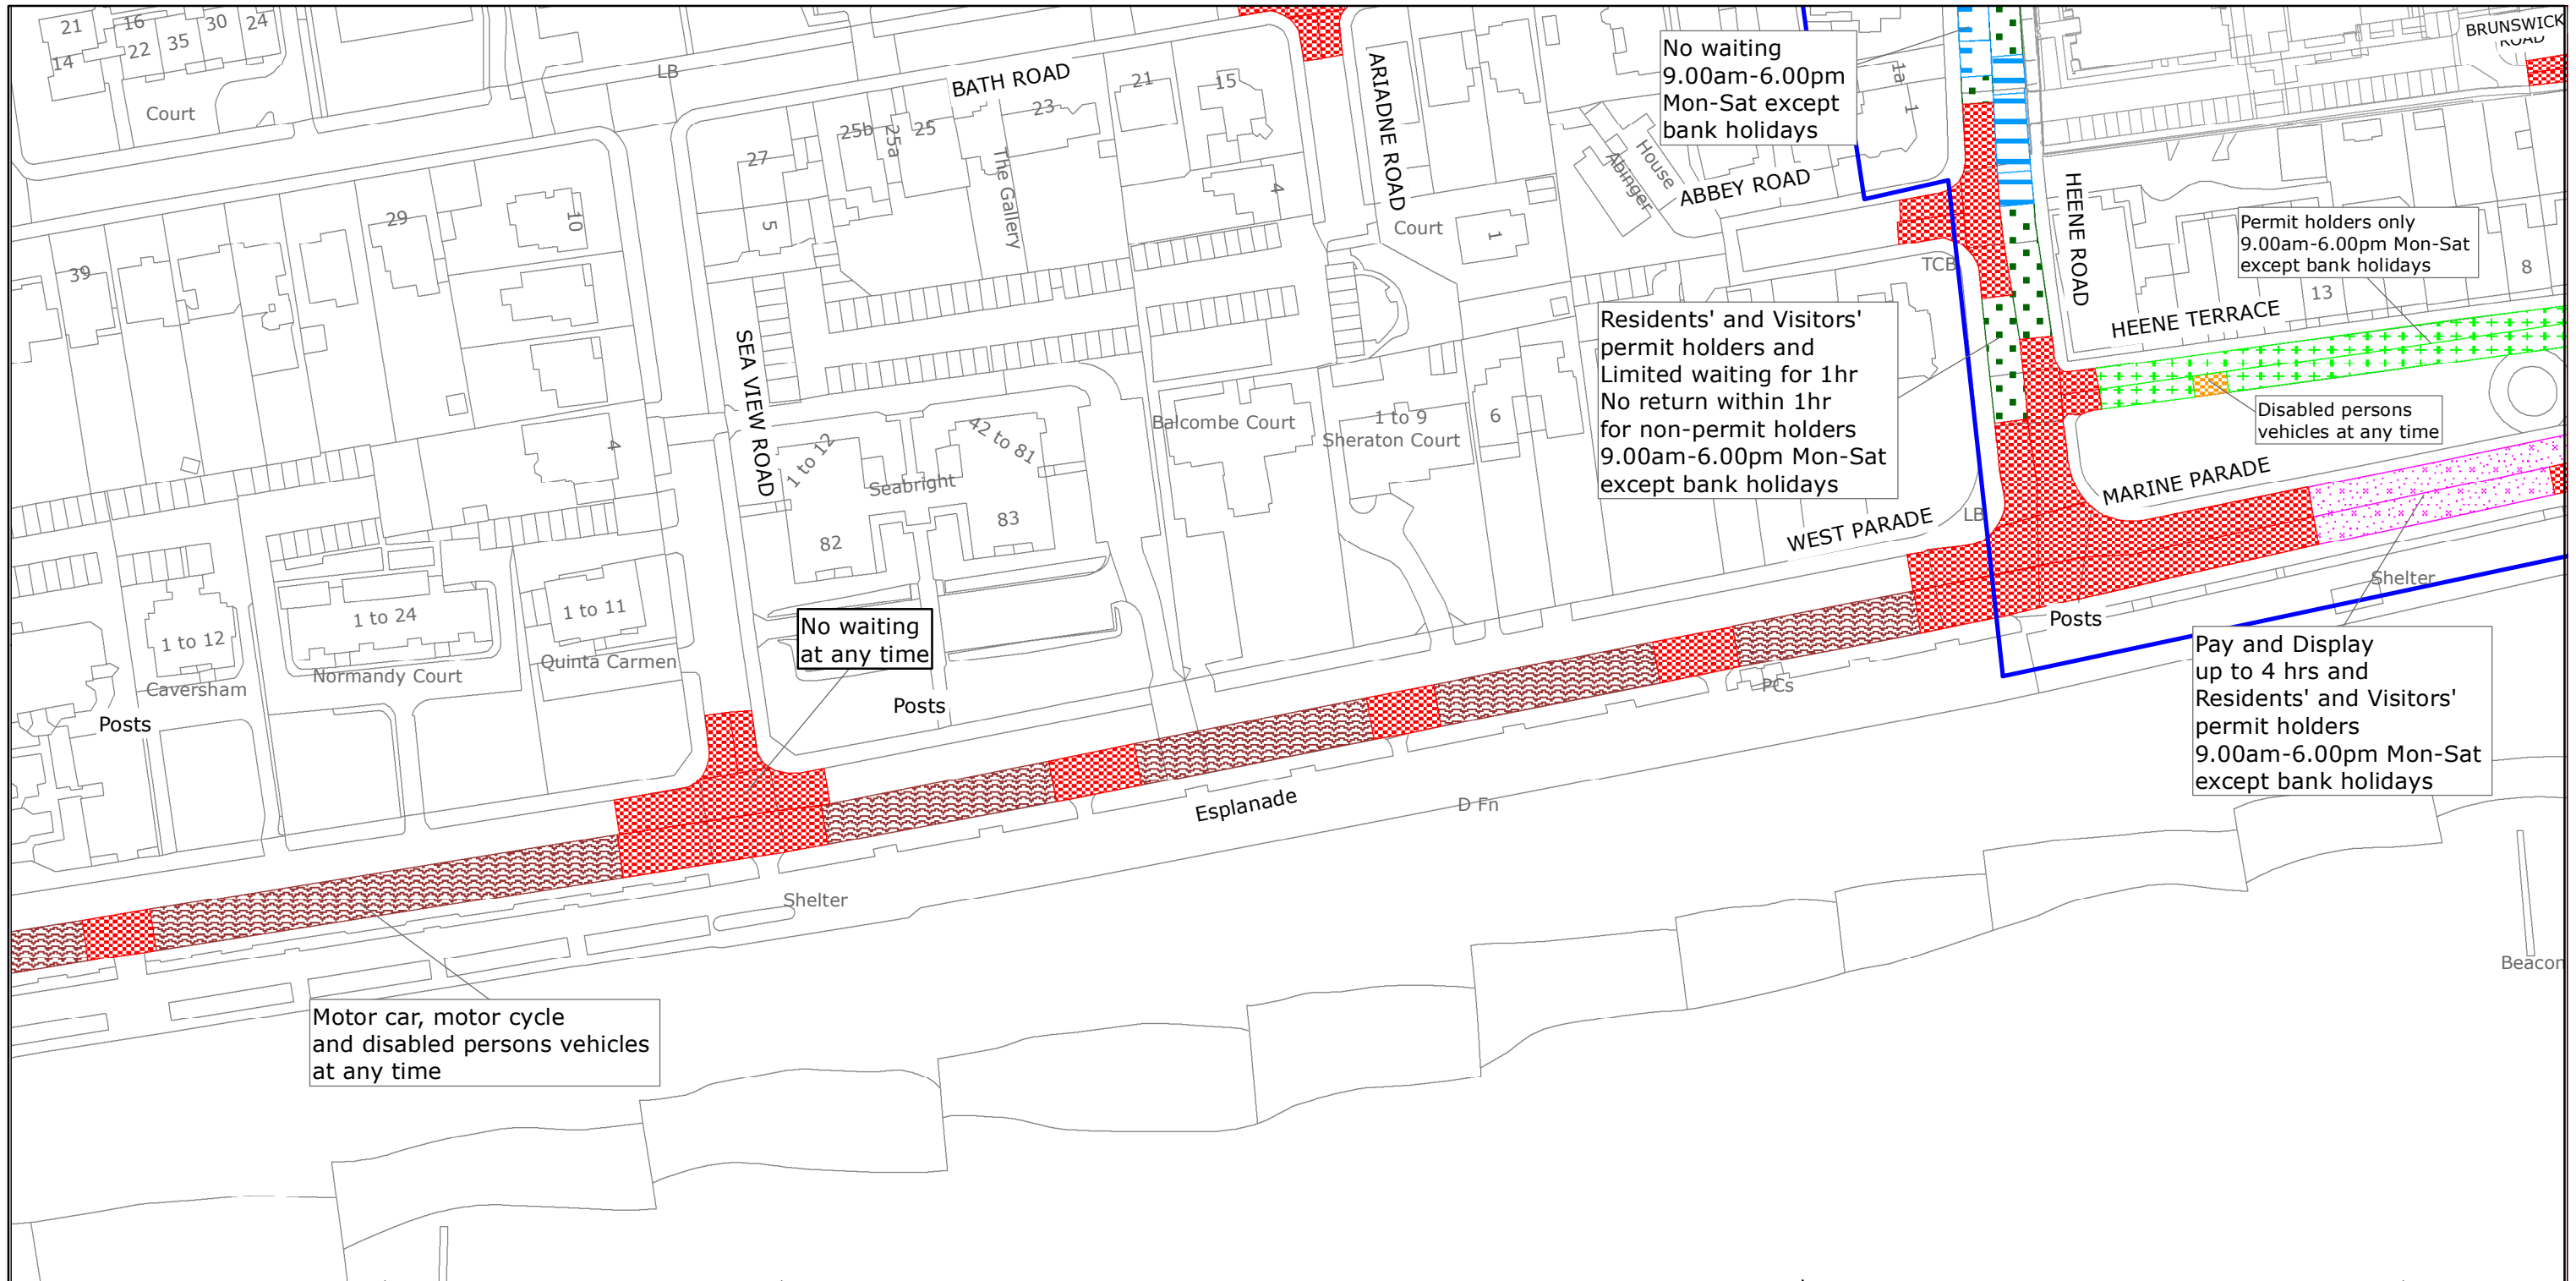 21
16
30
24
22
35
14
Court
LB
BATH ROAD
21
15
23
25b
25a
25
The Gallery
27
5
4
ARIADNE ROAD
Court
1
No waiting
9.00am-6.00pm
Mon-Sat except
bank holidays
1a
1
Abinger
House
ABBEY ROAD
TCB
HEENE ROAD
BRUNSWICK
ROAD
Permit holders only
9.00am-6.00pm Mon-Sat
except bank holidays
8
13
HEENE TERRACE
Disabled persons
vehicles at any time
MARINE PARADE
Residents' and Visitors'
permit holders and
Limited waiting for 1hr
No return within 1hr
for non-permit holders
9.00am-6.00pm Mon-Sat
except bank holidays
39
29
10
4
SEA VIEW ROAD
1 to 12
42 to 81
Seabright
82
83
Balcombe Court
1 to 9
Sheraton Court
6
LB
WEST PARADE
1 to 12
Caversham
1 to 24
Normandy Court
1 to 11
Quinta Carmen
No waiting
at any time
Posts
Posts
Posts
Shelter
PCs
Pay and Display
up to 4 hrs and
Residents' and Visitors'
permit holders
9.00am-6.00pm Mon-Sat
except bank holidays
Esplanade
D Fn
Shelter
Beacon
Motor car, motor cycle
and disabled persons vehicles
at any time